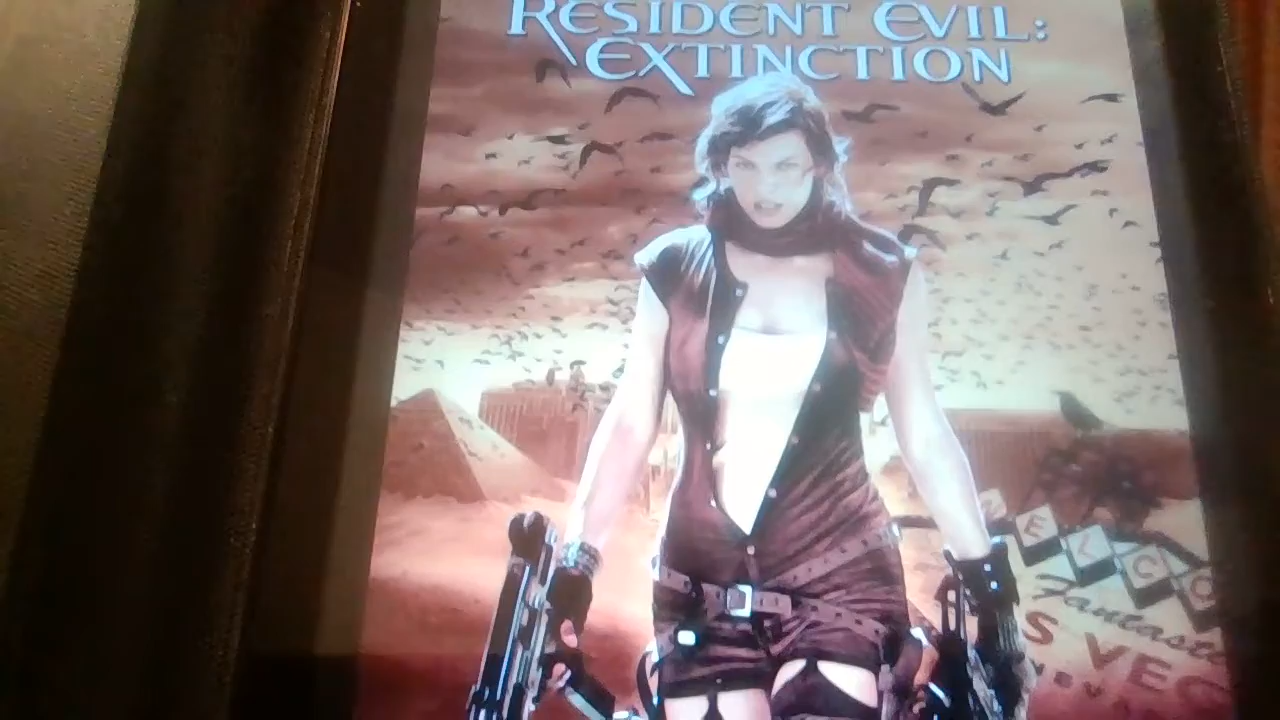 RESIDENT EVIL:
EXTINCTION
WELCO
Fantastic
S VEG